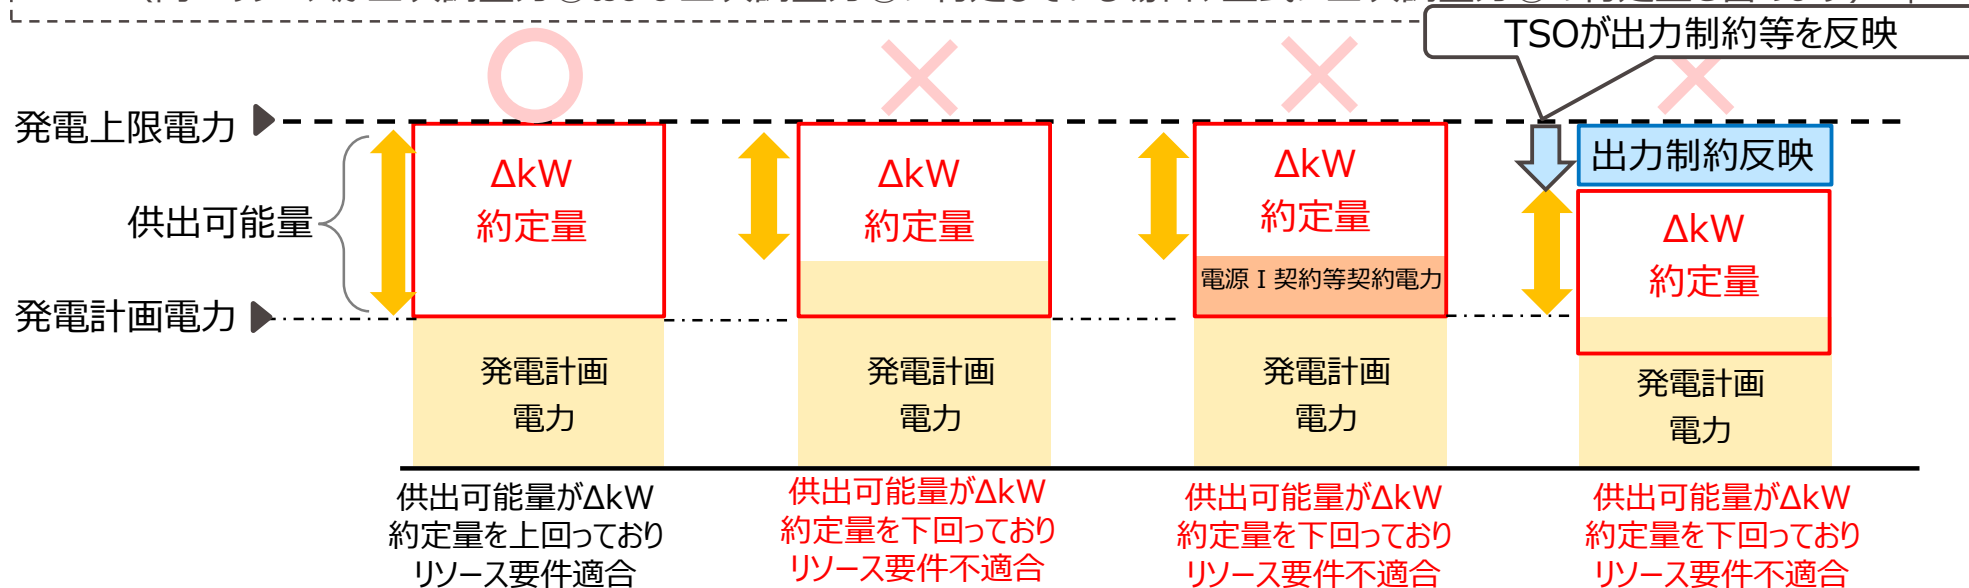 TSOが出力制約等を反映
発電上限電力
供出可能量
発電計画電力
ΔkW
約定量
発電計画
電力
供出可能量がΔkW
約定量を上回っており
リソース要件適合
ΔkW
約定量
発電計画
電力
供出可能量がΔkW
約定量を下回っており
リソース要件不適合
ΔkW
約定量
電源Ⅰ契約等契約電力
発電計画
電力
供出可能量がΔkW
約定量を下回っており
リソース要件不適合
出力制約反映
ΔkW
約定量
発電計画
電力
供出可能量がΔkW
約定量を下回っており
リソース要件不適合